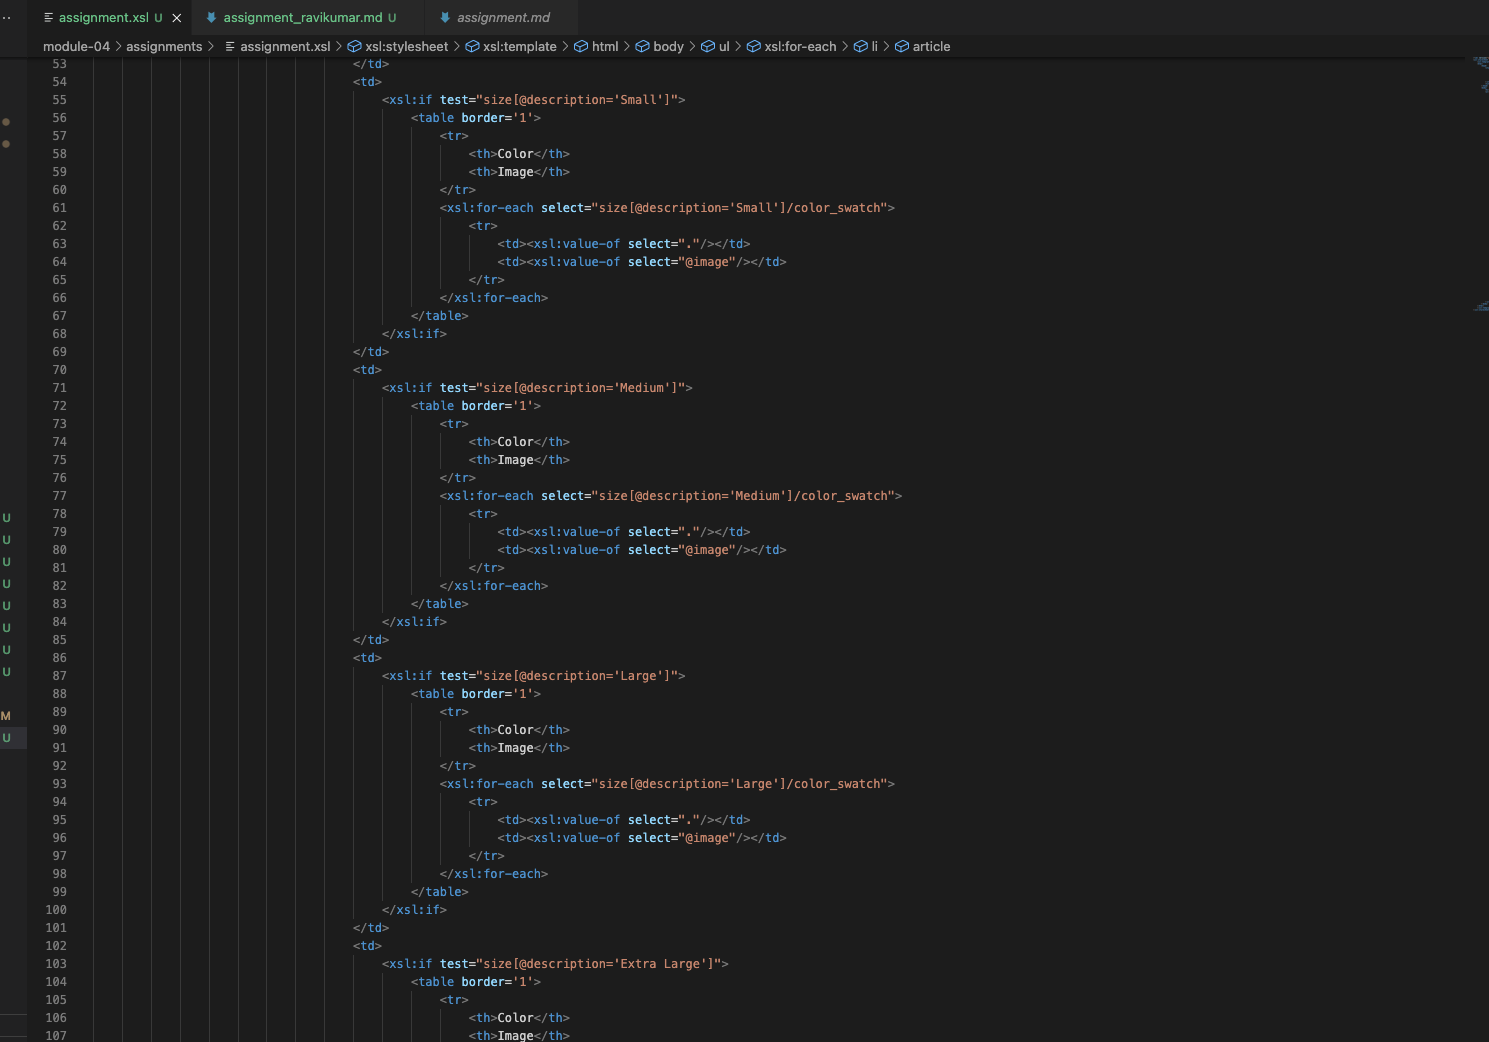 assignment.xsl U
assignment_ravikumar.md U
assignment.md
module-04 > assignments > assignment.xsl > xsl:stylesheet > xsl:template > html > body > ul > xsl:for-each > li > article
53 </td>
54 <td>
55 <xsl:if test="size[@description='Small']">
56 <table border='1'>
57 <tr>
58 <th>Color</th>
59 <th>Image</th>
60 </tr>
61 <xsl:for-each select="size[@description='Small']/color_swatch">
62 <tr>
63 <td><xsl:value-of select="."/></td>
64 <td><xsl:value-of select="@image"/></td>
65 </tr>
66 </xsl:for-each>
67 </table>
68 </xsl:if>
69 </td>
70 <td>
71 <xsl:if test="size[@description='Medium']">
72 <table border='1'>
73 <tr>
74 <th>Color</th>
75 <th>Image</th>
76 </tr>
77 <xsl:for-each select="size[@description='Medium']/color_swatch">
78 <tr>
79 <td><xsl:value-of select="."/></td>
80 <td><xsl:value-of select="@image"/></td>
81 </tr>
82 </xsl:for-each>
83 </table>
84 </xsl:if>
85 </td>
86 <td>
87 <xsl:if test="size[@description='Large']">
88 <table border='1'>
89 <tr>
90 <th>Color</th>
91 <th>Image</th>
92 </tr>
93 <xsl:for-each select="size[@description='Large']/color_swatch">
94 <tr>
95 <td><xsl:value-of select="."/></td>
96 <td><xsl:value-of select="@image"/></td>
97 </tr>
98 </xsl:for-each>
99 </table>
100 </xsl:if>
101 </td>
102 <td>
103 <xsl:if test="size[@description='Extra Large']">
104 <table border='1'>
105 <tr>
106 <th>Color</th>
107 <th>Image</th>
U
U
U
U
U
U
U
U
M
U